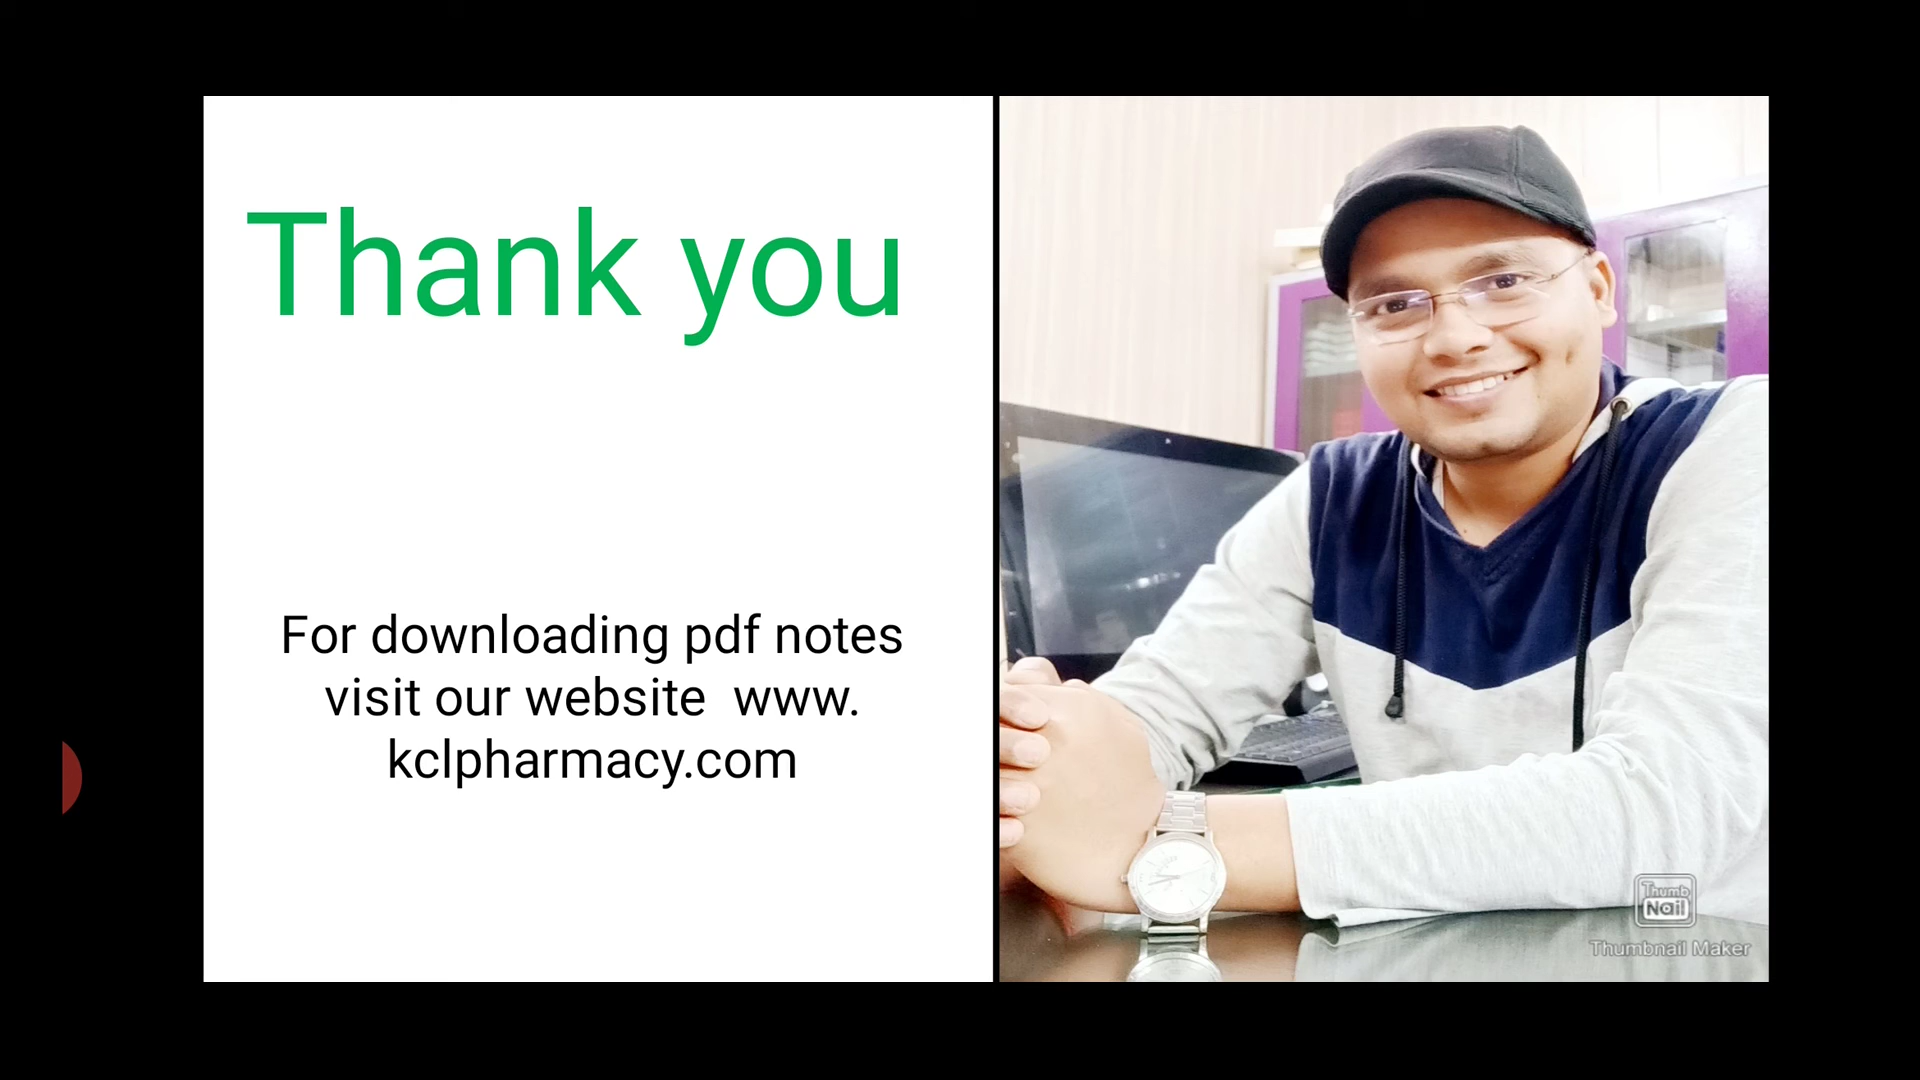 Thank you
For downloading pdf notes
visit our website  www.
kclpharmacy.com
Thumb
Nail
Thumbnail Maker